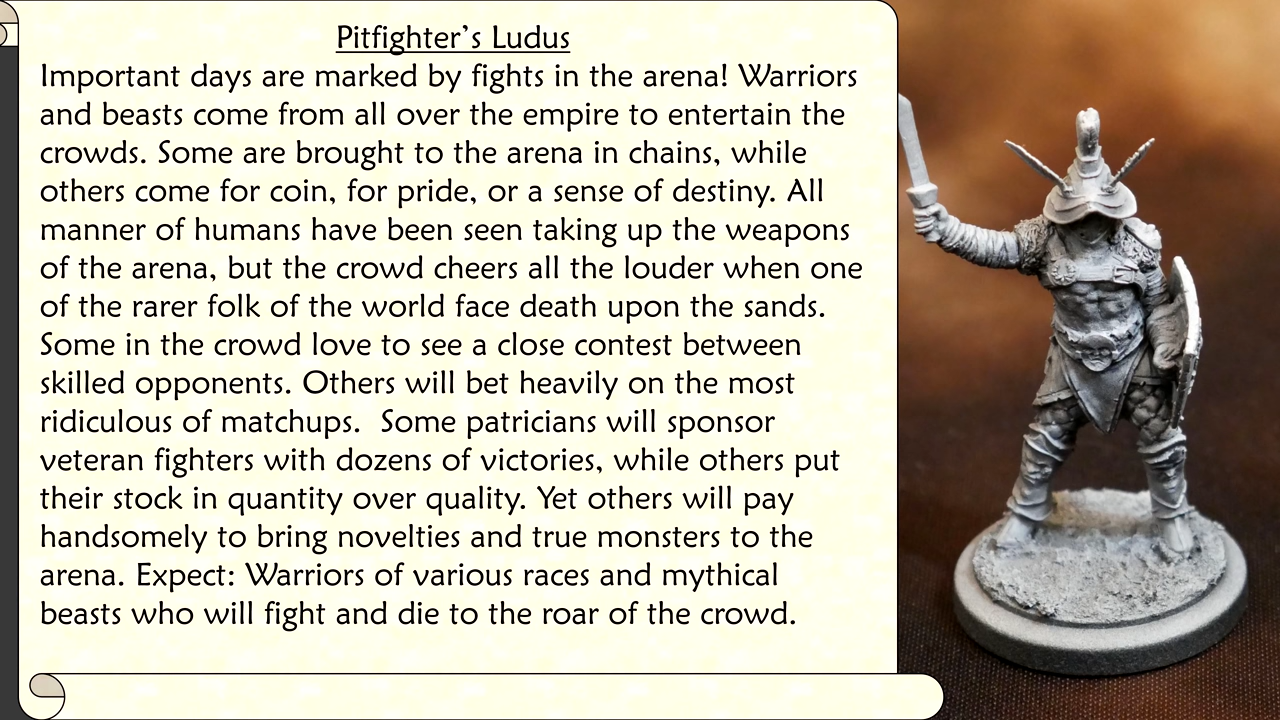 Pitfighter’s Ludus
Important days are marked by fights in the arena! Warriors
and beasts come from all over the empire to entertain the
crowds. Some are brought to the arena in chains, while
others come for coin, for pride, or a sense of destiny. All
manner of humans have been seen taking up the weapons
of the arena, but the crowd cheers all the louder when one
of the rarer folk of the world face death upon the sands.
Some in the crowd love to see a close contest between
skilled opponents. Others will bet heavily on the most
ridiculous of matchups.  Some patricians will sponsor
veteran fighters with dozens of victories, while others put
their stock in quantity over quality. Yet others will pay
handsomely to bring novelties and true monsters to the
arena. Expect: Warriors of various races and mythical
beasts who will fight and die to the roar of the crowd.